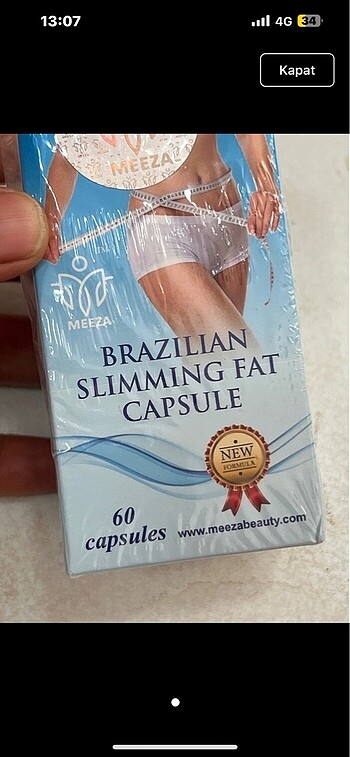 13:07
4G
34
Kapat
MEEZA
MEEZA
BRAZILIAN
SLIMMING FAT
CAPSULE
NEW
FORMULA
60
capsules
www.meezabeauty.com